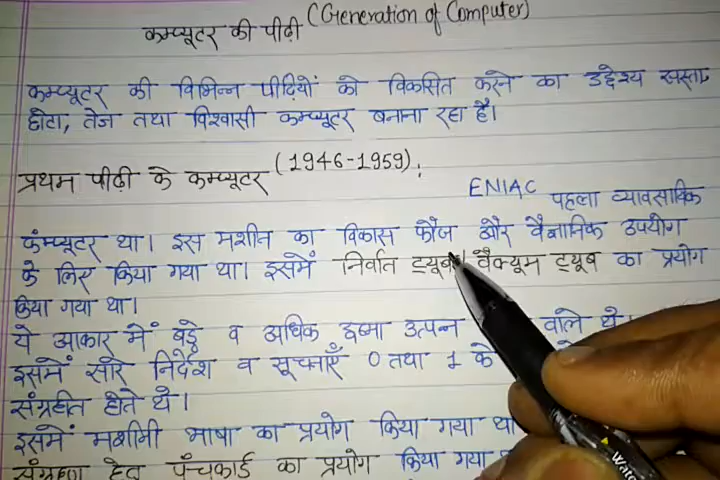 कम्प्यूटर की पीढ़ी (Generation of Computer)
कम्प्यूटर की विभिन्न पीढ़ियों को विकसित करने का उद्देश्य सस्ता,
छोटा, तेज तथा विश्वासी कम्प्यूटर बनाना रहा है।
प्रथम पीढ़ी के कम्प्यूटर (1946-1959):
ENIAC पहला व्यावसायिक
कंम्प्यूटर था। इस मशीन का विकास फौज और वैज्ञानिक उपयोग
के लिए किया गया था। इसमें निर्वात ट्यूब/वैक्यूम ट्यूब का प्रयोग
किया गया था।
ये आकार में बड़े व अधिक ऊष्मा उत्पन्न वाले थे।
इसमें सारे निर्देश व सूचनाएँ 0 तथा 1 के
संग्रहीत होते थे।
इसमें मशीनी भाषा का प्रयोग किया गया था
संग्रहण हेतु पंचकार्ड का प्रयोग किया गया